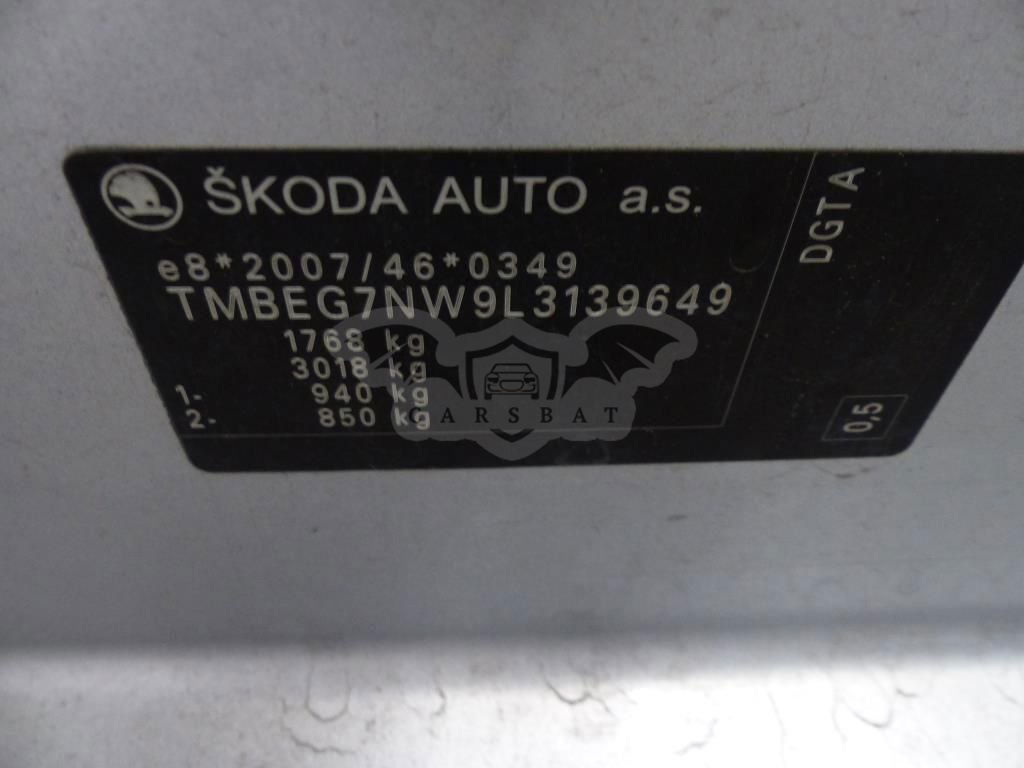 ŠKODA AUTO a.s.
e8*2007/46*0349
TMBEG7NW9L3139649
1768 kg
3018 kg
1- 940 kg
2- 850 kg
DGTA
0,5
CARSBAT